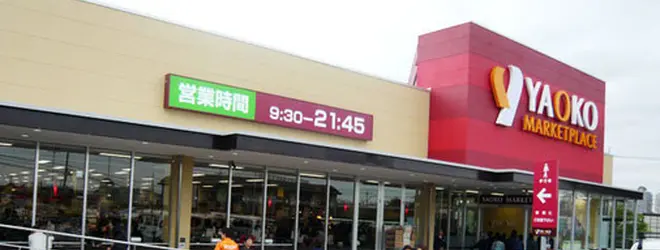 営業時間
9:30~21:45
YAOKO
MARKETPLACE
YAOKO MARKET